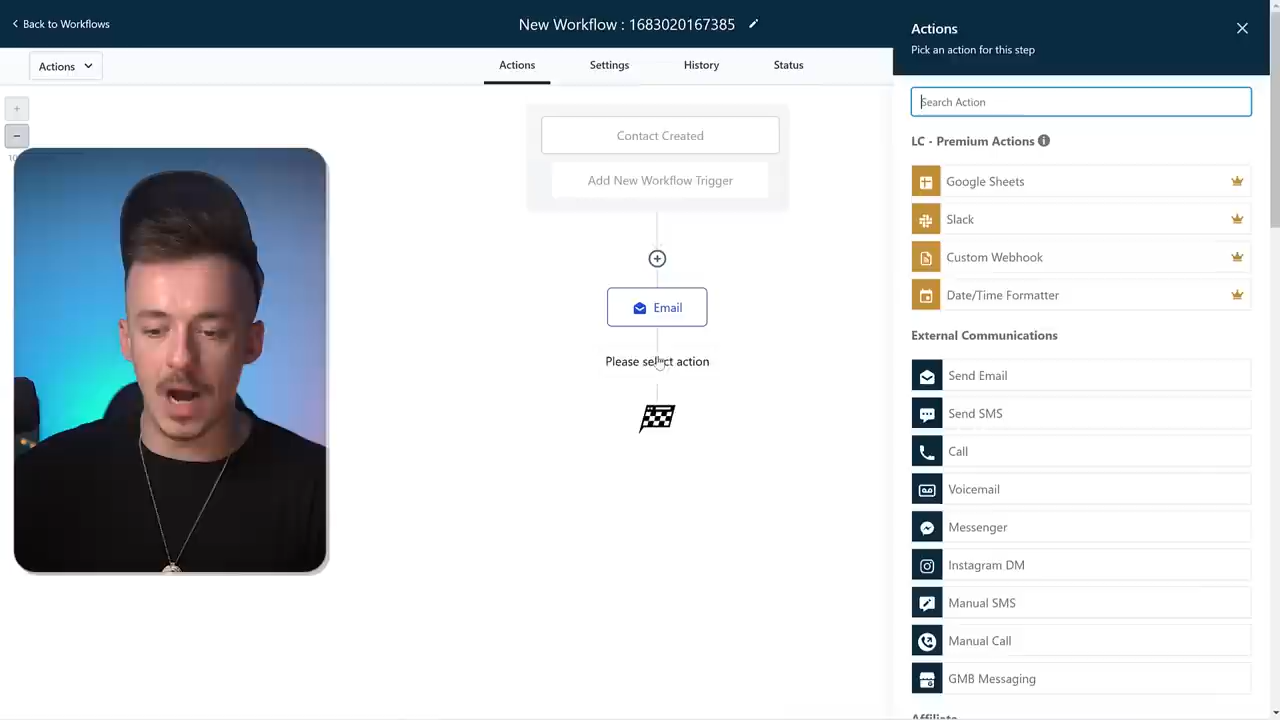 Back to Workflows
New Workflow : 1683020167385
Actions
Pick an action for this step
Actions
Actions
Settings
History
Status
Search Action
Contact Created
Add New Workflow Trigger
Email
Please select action
LC - Premium Actions
Google Sheets
Slack
Custom Webhook
Date/Time Formatter
External Communications
Send Email
Send SMS
Call
Voicemail
Messenger
Instagram DM
Manual SMS
Manual Call
GMB Messaging
Affiliate